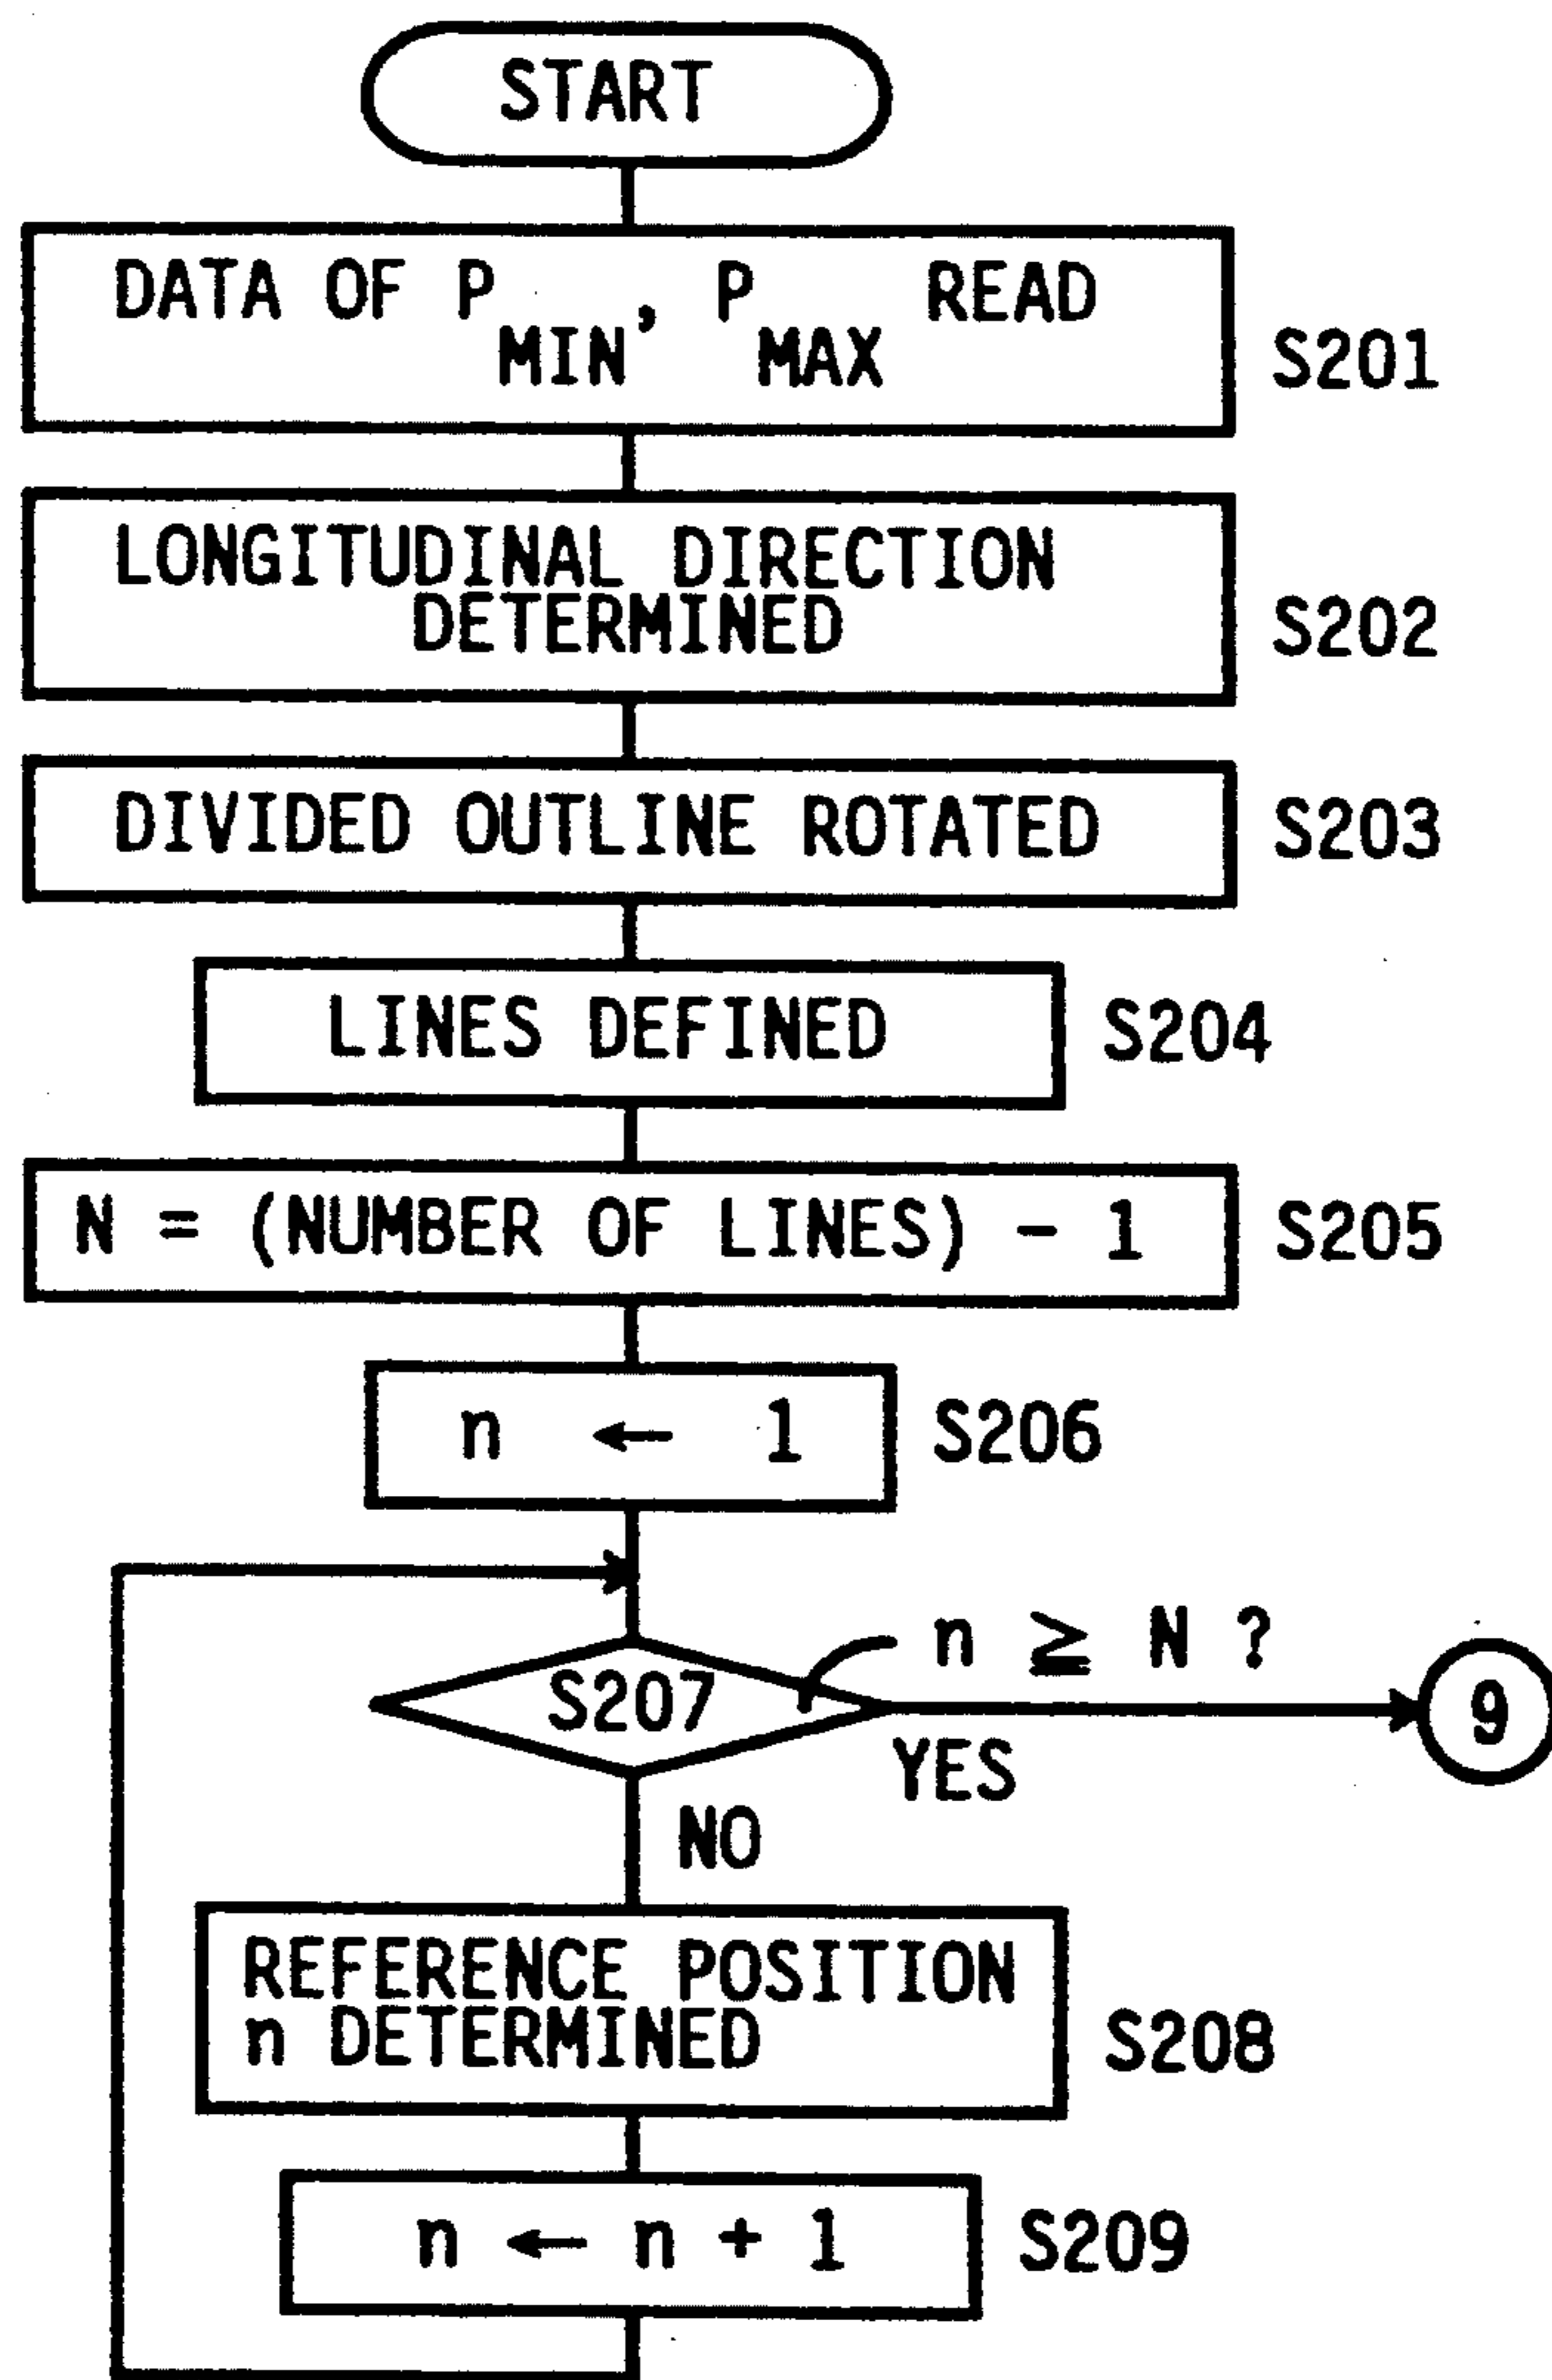 START
DATA OF P MIN, P MAX READ
S201
LONGITUDINAL DIRECTION
DETERMINED
S202
DIVIDED OUTLINE ROTATED
S203
LINES DEFINED
S204
N = (NUMBER OF LINES) - 1
S205
n ← 1
S206
n ≥ N ?
S207
9
YES
NO
REFERENCE POSITION
n DETERMINED
S208
n ← n + 1
S209